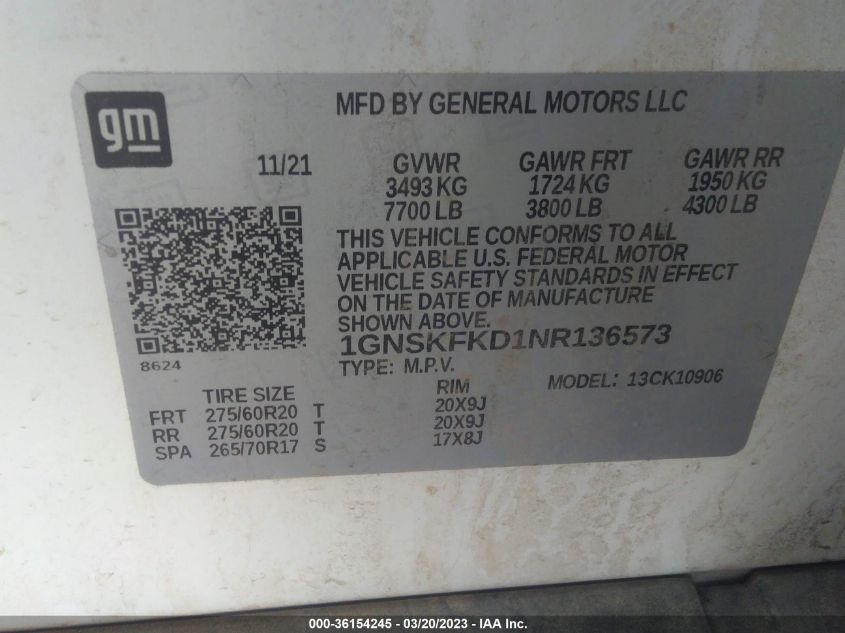 gm
MFD BY GENERAL MOTORS LLC
11/21 GVWR GAWR FRT GAWR RR
3493 KG 1724 KG 1950 KG
7700 LB 3800 LB 4300 LB
THIS VEHICLE CONFORMS TO ALL
APPLICABLE U.S. FEDERAL MOTOR
VEHICLE SAFETY STANDARDS IN EFFECT
ON THE DATE OF MANUFACTURE
SHOWN ABOVE.
1GNSKFKD1NR136573
8624
TYPE: M.P.V. MODEL: 13CK10906
TIRE SIZE RIM
FRT 275/60R20 T 20X9J
RR 275/60R20 T 20X9J
SPA 265/70R17 S 17X8J
000-36154245 - 03/20/2023 - IAA Inc.